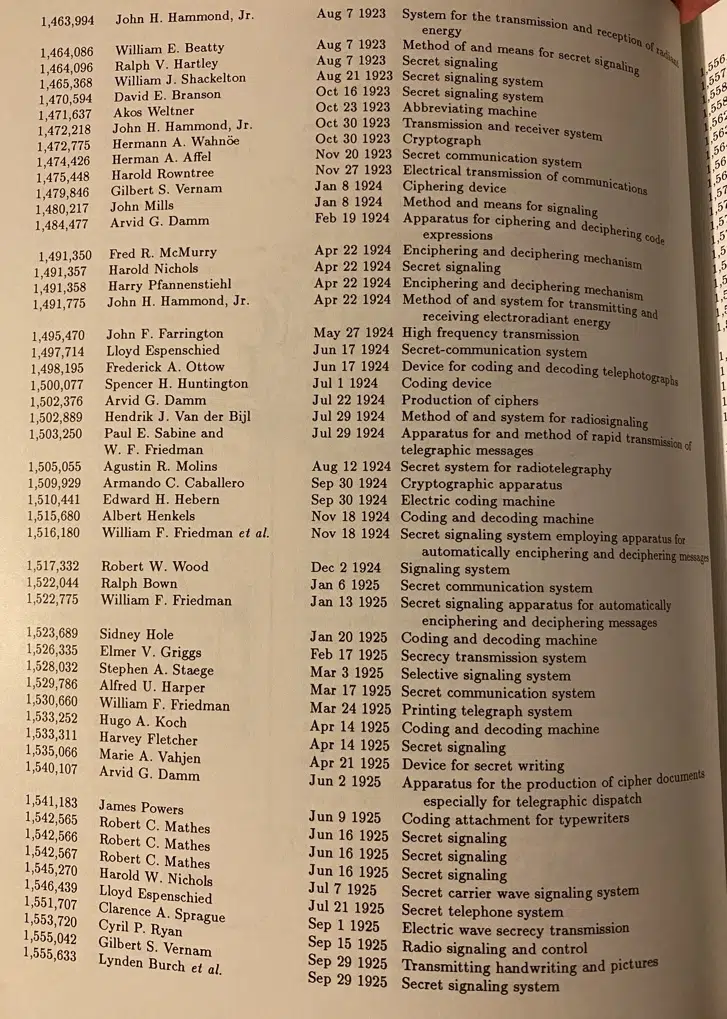 1,463,994 John H. Hammond, Jr. Aug 7 1923 System for the transmission and reception of radiant
energy
1,464,086 William E. Beatty Aug 7 1923 Method of and means for secret signaling
1,464,096 Ralph V. Hartley Aug 7 1923 Secret signaling
1,465,368 William J. Shackelton Aug 21 1923 Secret signaling system
1,470,594 David E. Branson Oct 16 1923 Secret signaling system
1,471,637 Akos Weltner Oct 23 1923 Abbreviating machine
1,472,218 John H. Hammond, Jr. Oct 30 1923 Transmission and receiver system
1,472,775 Hermann A. Wahnöe Oct 30 1923 Cryptograph
1,474,426 Herman A. Affel Nov 20 1923 Secret communication system
1,475,448 Harold Rowntree Nov 27 1923 Electrical transmission of communications
1,479,846 Gilbert S. Vernam Jan 8 1924 Ciphering device
1,480,217 John Mills Jan 8 1924 Method and means for signaling
1,484,477 Arvid G. Damm Feb 19 1924 Apparatus for ciphering and deciphering code
expressions
1,491,350 Fred R. McMurry Apr 22 1924 Enciphering and deciphering mechanism
1,491,357 Harold Nichols Apr 22 1924 Secret signaling
1,491,358 Harry Pfannenstiehl Apr 22 1924 Enciphering and deciphering mechanism
1,491,775 John H. Hammond, Jr. Apr 22 1924 Method of and system for transmitting and
receiving electroradiant energy
1,495,470 John F. Farrington May 27 1924 High frequency transmission
1,497,714 Lloyd Espenschied Jun 17 1924 Secret-communication system
1,498,195 Frederick A. Ottow Jun 17 1924 Device for coding and decoding telephotographs
1,500,077 Spencer H. Huntington Jul 1 1924 Coding device
1,502,376 Arvid G. Damm Jul 22 1924 Production of ciphers
1,502,889 Hendrik J. Van der Bijl Jul 29 1924 Method of and system for radiosignaling
1,503,250 Paul E. Sabine and Jul 29 1924 Apparatus for and method of rapid transmission of
W. F. Friedman telegraphic messages
1,505,055 Agustin R. Molins Aug 12 1924 Secret system for radiotelegraphy
1,509,929 Armando C. Caballero Sep 30 1924 Cryptographic apparatus
1,510,441 Edward H. Hebern Sep 30 1924 Electric coding machine
1,515,680 Albert Henkels Nov 18 1924 Coding and decoding machine
1,516,180 William F. Friedman et al. Nov 18 1924 Secret signaling system employing apparatus for
automatically enciphering and deciphering messages
1,517,332 Robert W. Wood Dec 2 1924 Signaling system
1,522,044 Ralph Bown Jan 6 1925 Secret communication system
1,522,775 William F. Friedman Jan 13 1925 Secret signaling apparatus for automatically
enciphering and deciphering messages
1,523,689 Sidney Hole Jan 20 1925 Coding and decoding machine
1,526,335 Elmer V. Griggs Feb 17 1925 Secrecy transmission system
1,528,032 Stephen A. Staege Mar 3 1925 Selective signaling system
1,529,786 Alfred U. Harper Mar 17 1925 Secret communication system
1,530,660 William F. Friedman Mar 24 1925 Printing telegraph system
1,533,252 Hugo A. Koch Apr 14 1925 Coding and decoding machine
1,533,311 Harvey Fletcher Apr 14 1925 Secret signaling
1,535,066 Marie A. Vahjen Apr 21 1925 Device for secret writing
1,540,107 Arvid G. Damm Jun 2 1925 Apparatus for the production of cipher documents
especially for telegraphic dispatch
1,541,183 James Powers Jun 9 1925 Coding attachment for typewriters
1,542,565 Robert C. Mathes Jun 16 1925 Secret signaling
1,542,566 Robert C. Mathes Jun 16 1925 Secret signaling
1,542,567 Robert C. Mathes Jun 16 1925 Secret signaling
1,545,270 Harold W. Nichols Jul 7 1925 Secret carrier wave signaling system
1,546,439 Lloyd Espenschied Jul 21 1925 Secret telephone system
1,551,707 Clarence A. Sprague Sep 1 1925 Electric wave secrecy transmission
1,553,720 Cyril P. Ryan Sep 15 1925 Radio signaling and control
1,555,042 Gilbert S. Vernam Sep 29 1925 Transmitting handwriting and pictures
1,555,633 Lynden Burch et al. Sep 29 1925 Secret signaling system